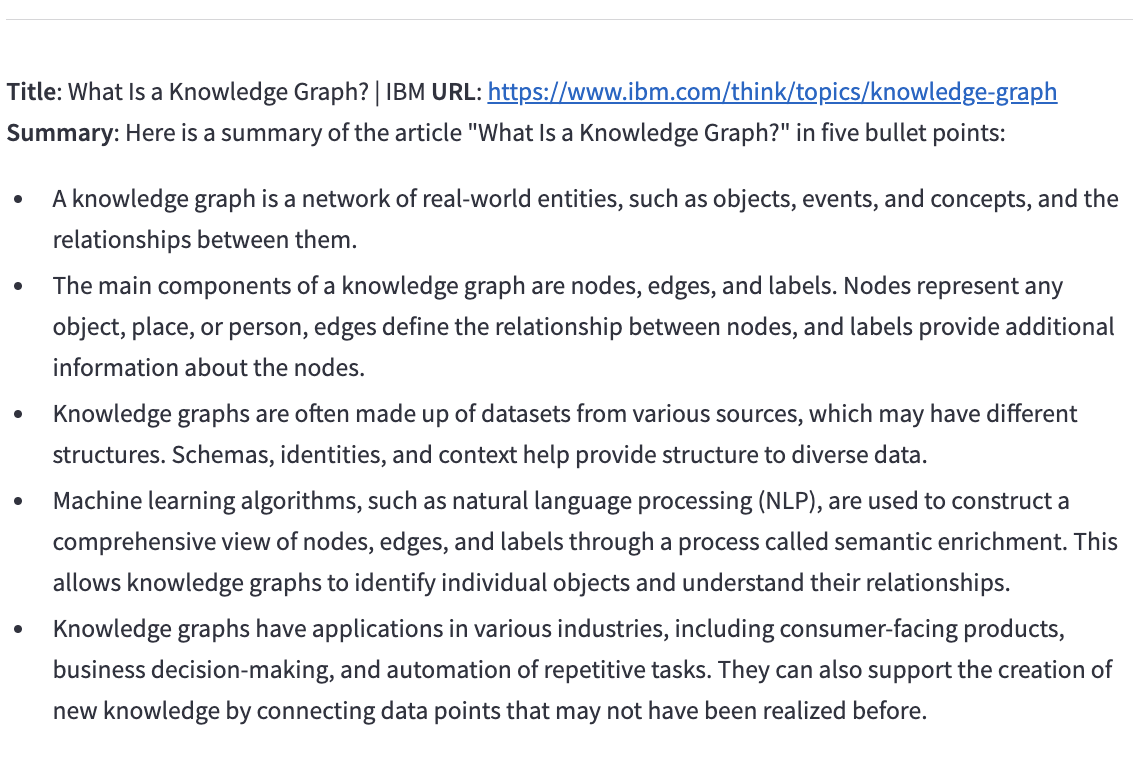 Title: What Is a Knowledge Graph? | IBM URL: https://www.ibm.com/think/topics/knowledge-graph
Summary: Here is a summary of the article "What Is a Knowledge Graph?" in five bullet points:
• A knowledge graph is a network of real-world entities, such as objects, events, and concepts, and the
relationships between them.
• The main components of a knowledge graph are nodes, edges, and labels. Nodes represent any
object, place, or person, edges define the relationship between nodes, and labels provide additional
information about the nodes.
• Knowledge graphs are often made up of datasets from various sources, which may have different
structures. Schemas, identities, and context help provide structure to diverse data.
• Machine learning algorithms, such as natural language processing (NLP), are used to construct a
comprehensive view of nodes, edges, and labels through a process called semantic enrichment. This
allows knowledge graphs to identify individual objects and understand their relationships.
• Knowledge graphs have applications in various industries, including consumer-facing products,
business decision-making, and automation of repetitive tasks. They can also support the creation of
new knowledge by connecting data points that may not have been realized before.